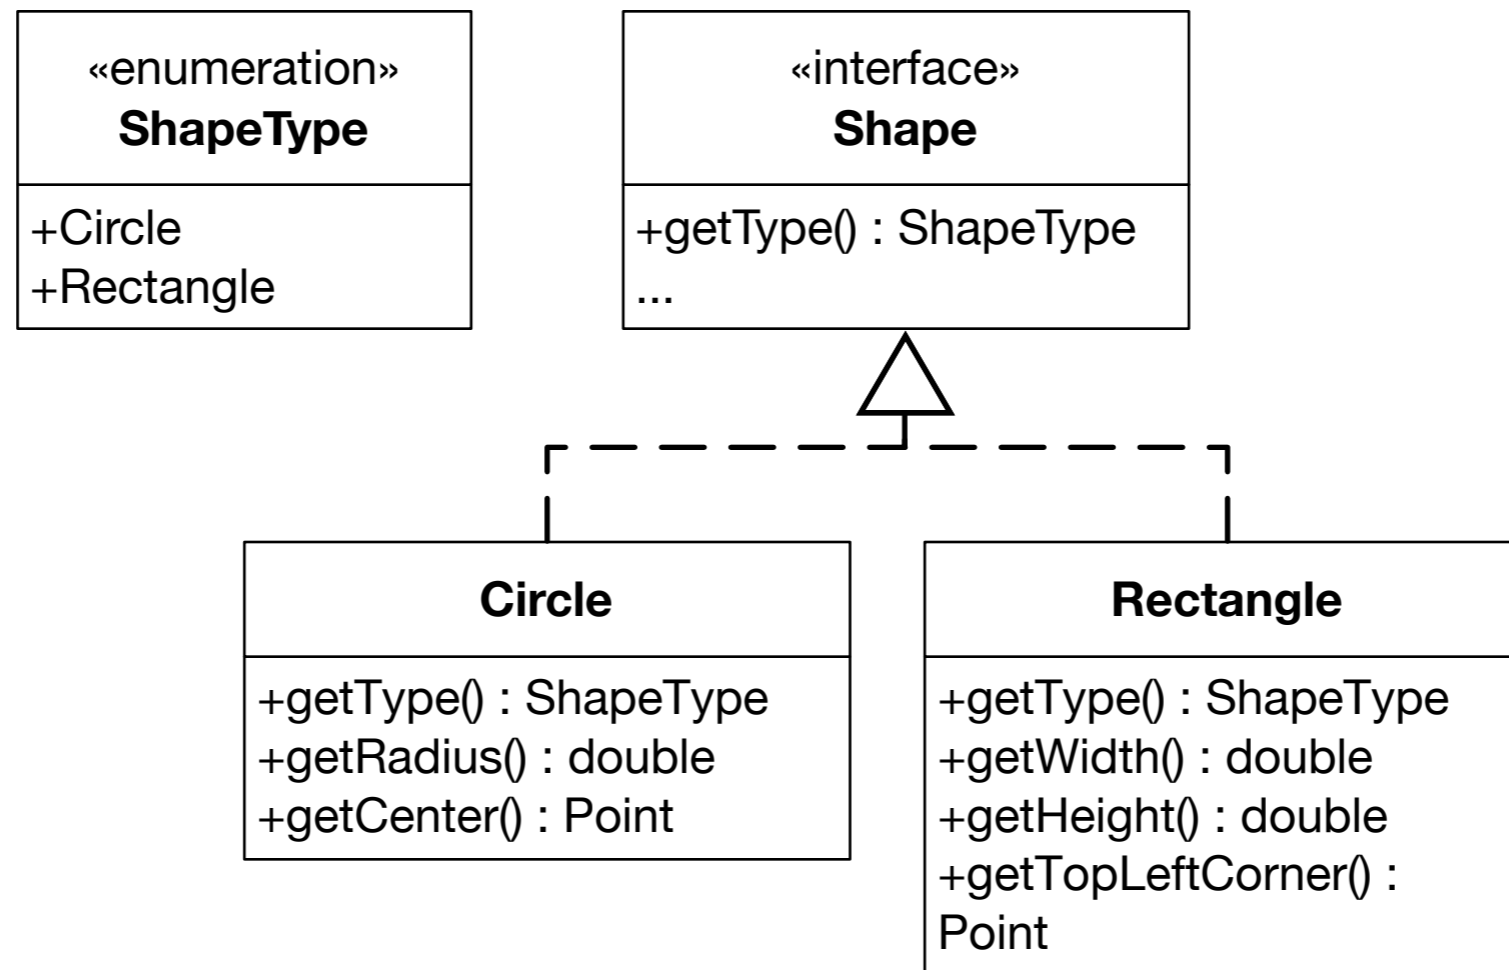 «enumeration»
ShapeType
+Circle
+Rectangle
«interface»
Shape
+getType() : ShapeType
...
Circle
+getType() : ShapeType
+getRadius() : double
+getCenter() : Point
Rectangle
+getType() : ShapeType
+getWidth() : double
+getHeight() : double
+getTopLeftCorner() :
Point